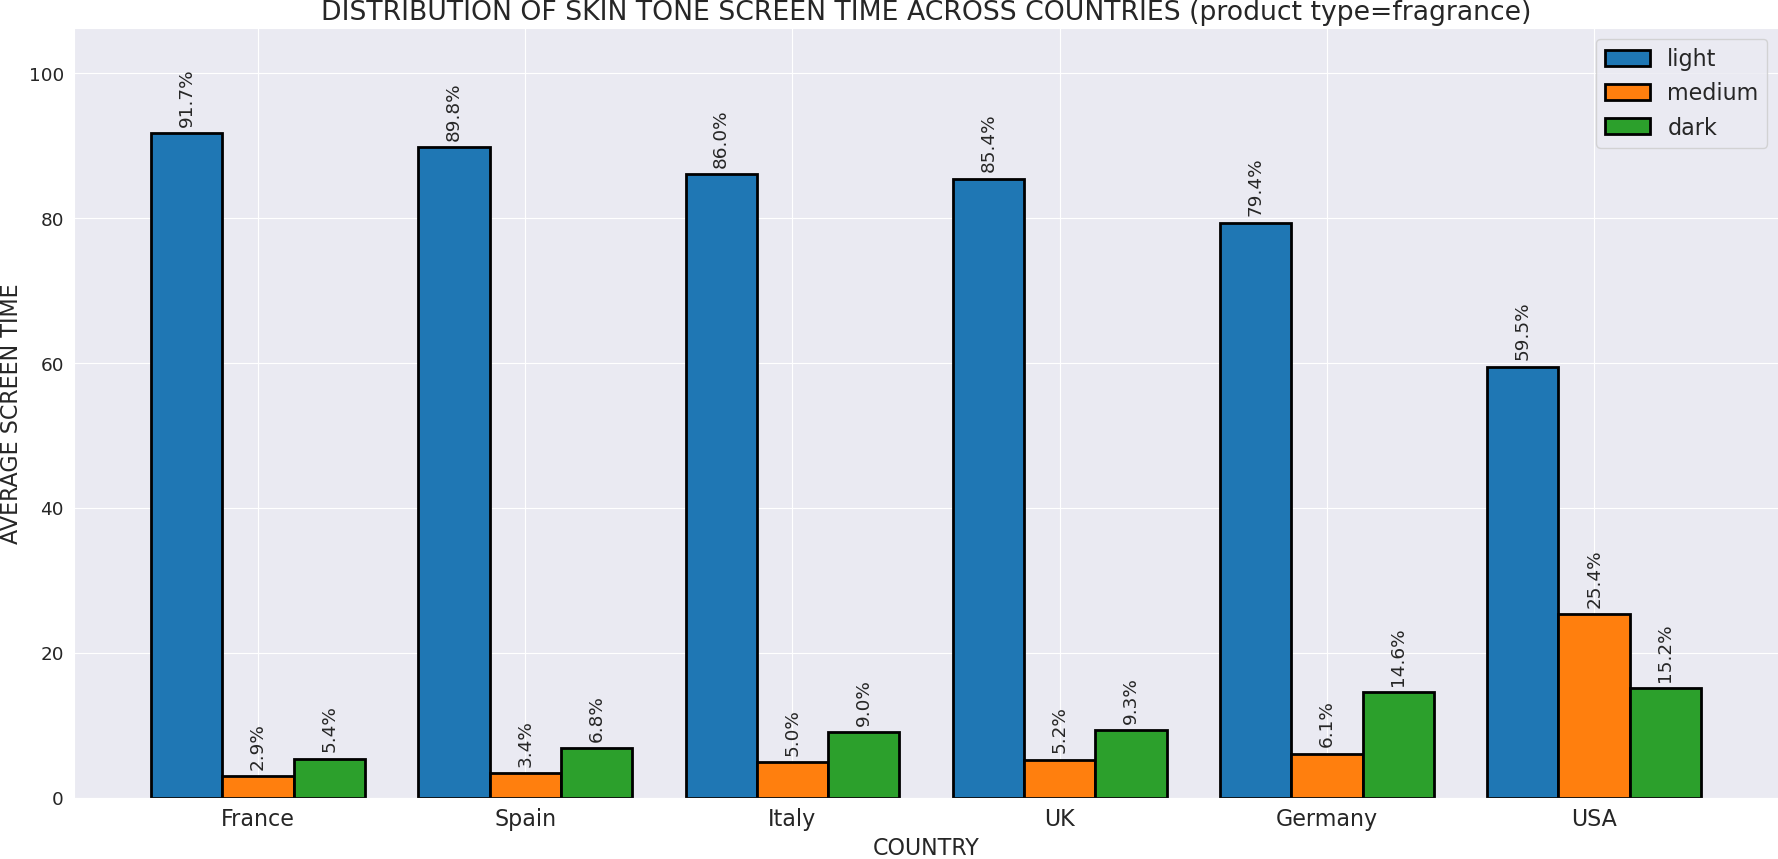 DISTRIBUTION OF SKIN TONE SCREEN TIME ACROSS COUNTRIES (product type=fragrance)
light
medium
dark
AVERAGE SCREEN TIME
100
80
60
40
20
0
91.7%
2.9%
5.4%
89.8%
3.4%
6.8%
86.0%
5.0%
9.0%
85.4%
5.2%
9.3%
79.4%
6.1%
14.6%
59.5%
25.4%
15.2%
France
Spain
Italy
UK
Germany
USA
COUNTRY